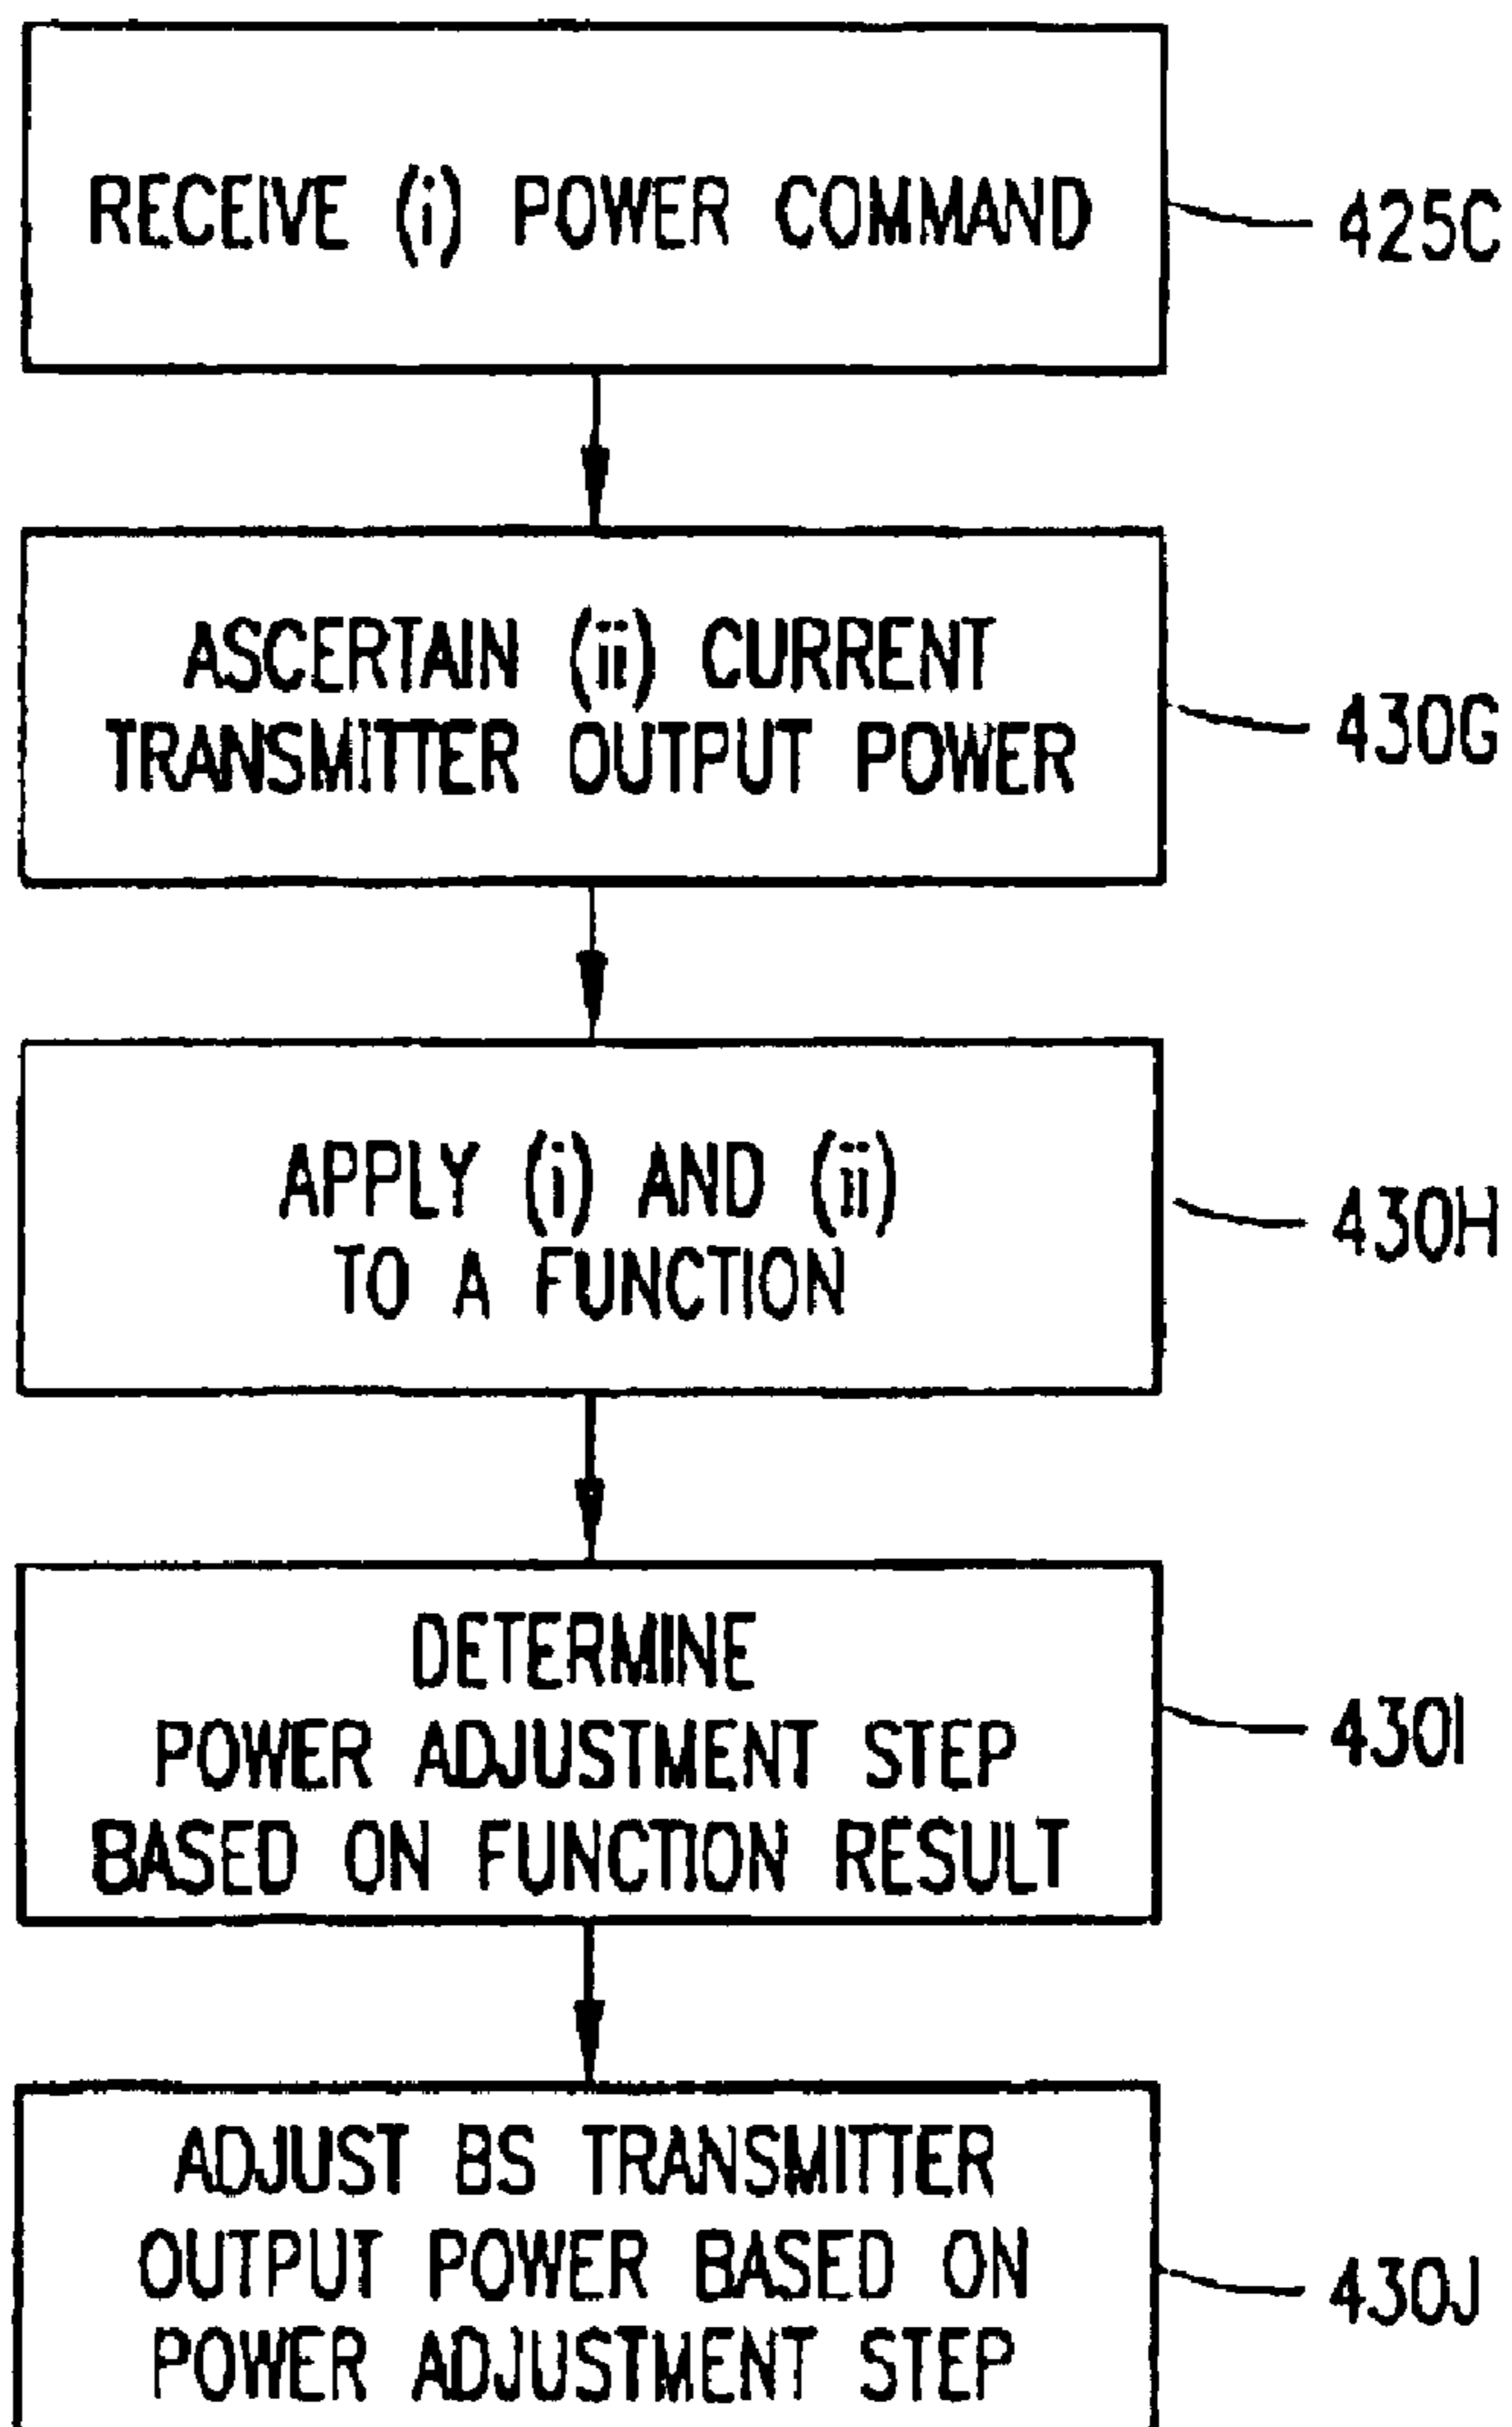 RECEIVE (i) POWER COMMAND
425C
ASCERTAIN (ii) CURRENT
TRANSMITTER OUTPUT POWER
430G
APPLY (i) AND (ii)
TO A FUNCTION
430H
DETERMINE
POWER ADJUSTMENT STEP
BASED ON FUNCTION RESULT
430I
ADJUST BS TRANSMITTER
OUTPUT POWER BASED ON
POWER ADJUSTMENT STEP
430J